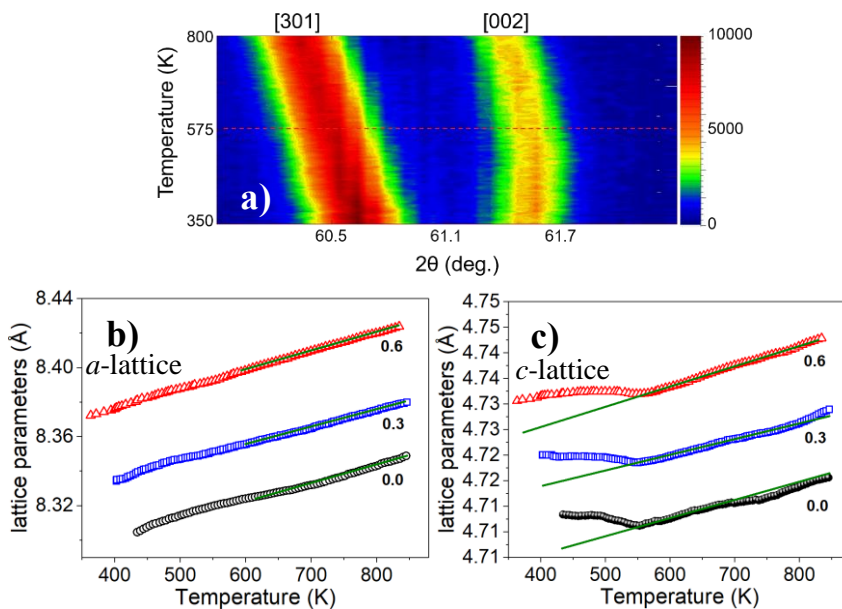 [301] [002]
800
575
350
Temperature (K)
a)
60.5 61.1 61.7
2θ (deg.)
10000
5000
0
b)
a-lattice
8.44
8.40
8.36
8.32
lattice parameters (Å)
0.6
0.3
0.0
400 500 600 700 800
Temperature (K)
c)
c-lattice
4.75
4.75
4.74
4.74
4.73
4.73
4.72
4.72
4.71
4.71
lattice parameters (Å)
0.6
0.3
0.0
300 400 500 600 700 800
Temperature (K)